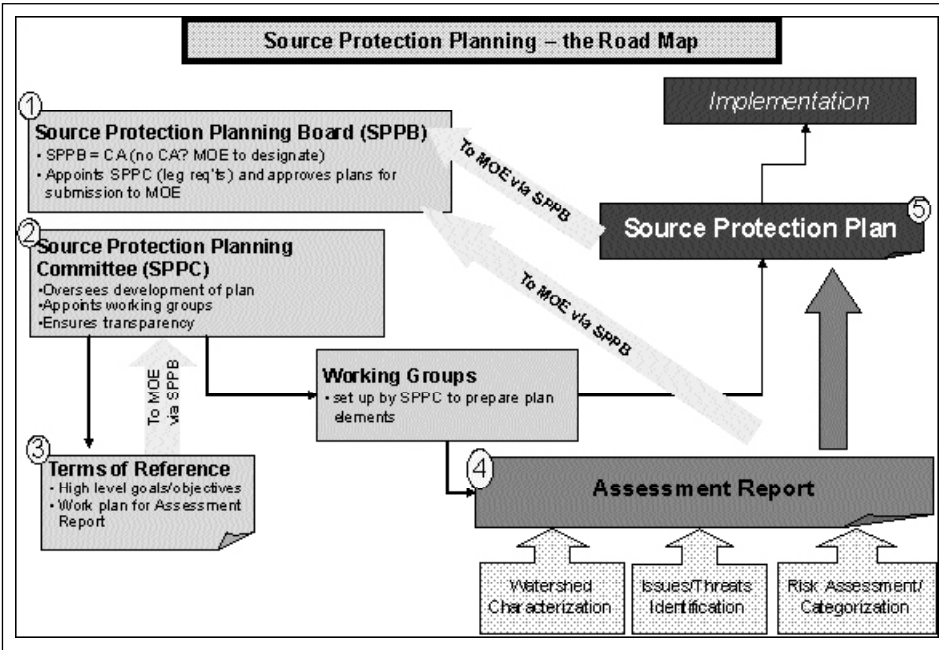 Source Protection Planning – the Road Map
Implementation
1
Source Protection Planning Board (SPPB)
• SPPB = CA (no CA? MOE to designate)
• Appoints SPPC (leg req'ts) and approves plans for
submission to MOE
To MOE via SPPB
5
Source Protection Plan
2
Source Protection Planning
Committee (SPPC)
•Oversees development of plan
•Appoints working groups
•Ensures transparency
To MOE via SPPB
To MOE
via SPPB
Working Groups
• set up by SPPC to prepare plan
elements
3
Terms of Reference
• High level goals/objectives
• Work plan for Assessment
Report
4
Assessment Report
Watershed
Characterization
Issues/Threats
Identification
Risk Assessment/
Categorization